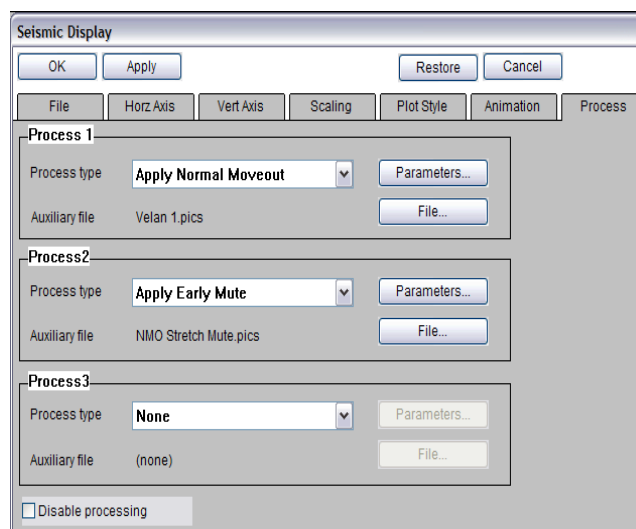 Seismic Display
OK Apply Restore Cancel
File Horz Axis Vert Axis Scaling Plot Style Animation Process
Process 1
Process type Apply Normal Moveout Parameters...
Auxiliary file Velan 1.pics File...
Process2
Process type Apply Early Mute Parameters...
Auxiliary file NMO Stretch Mute.pics File...
Process3
Process type None Parameters...
Auxiliary file (none) File...
Disable processing